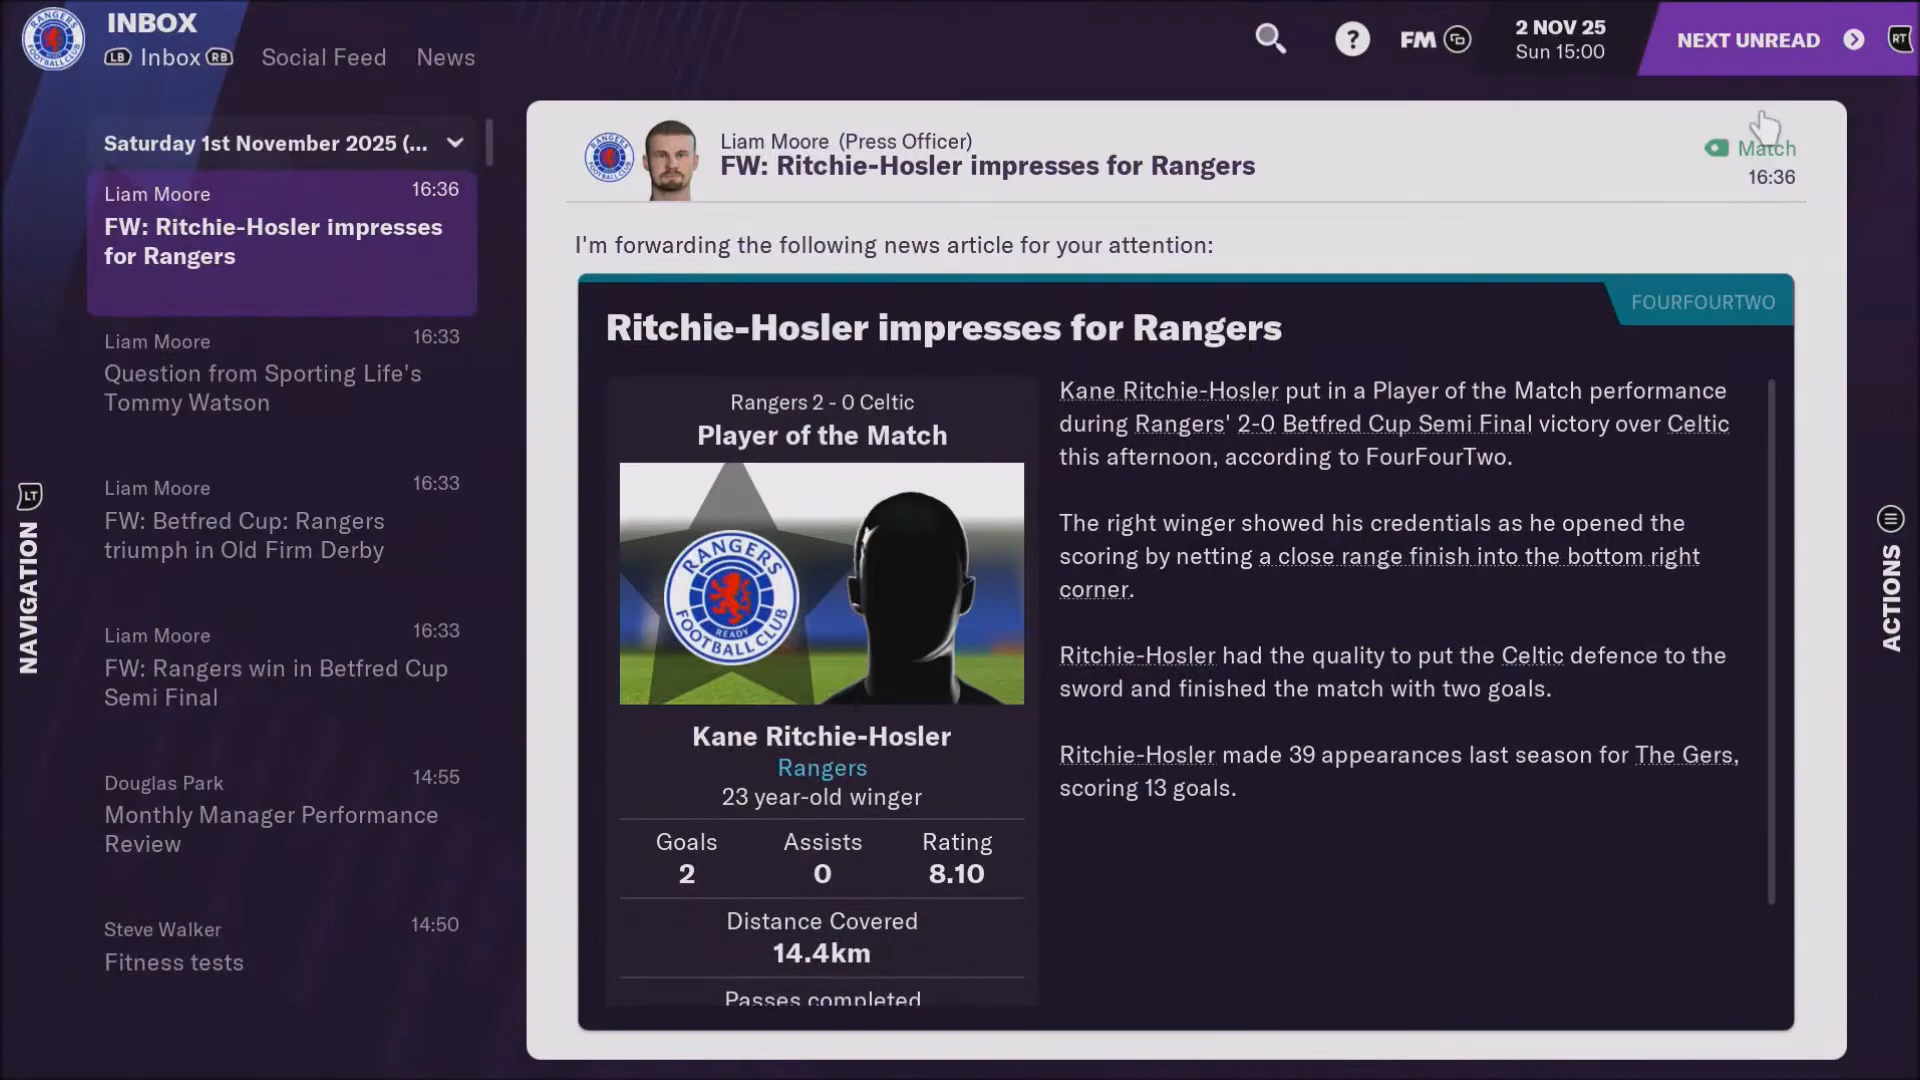 INBOX
LB Inbox RB Social Feed News
FM
2 NOV 25
Sun 15:00
NEXT UNREAD RT
Saturday 1st November 2025 (...
Liam Moore 16:36
FW: Ritchie-Hosler impresses
for Rangers
Liam Moore 16:33
Question from Sporting Life's
Tommy Watson
Liam Moore 16:33
FW: Betfred Cup: Rangers
triumph in Old Firm Derby
Liam Moore 16:33
FW: Rangers win in Betfred Cup
Semi Final
Douglas Park 14:55
Monthly Manager Performance
Review
Steve Walker 14:50
Fitness tests
LT
NAVIGATION
Liam Moore (Press Officer)
FW: Ritchie-Hosler impresses for Rangers
Match
16:36
I'm forwarding the following news article for your attention:
FOURFOURTWO
Ritchie-Hosler impresses for Rangers
Rangers 2 - 0 Celtic
Player of the Match
RANGERS
READY
FOOTBALL CLUB
Kane Ritchie-Hosler
Rangers
23 year-old winger
Goals Assists Rating
2 0 8.10
Distance Covered
14.4km
Passes completed
Kane Ritchie-Hosler put in a Player of the Match performance
during Rangers' 2-0 Betfred Cup Semi Final victory over Celtic
this afternoon, according to FourFourTwo.
The right winger showed his credentials as he opened the
scoring by netting a close range finish into the bottom right
corner.
Ritchie-Hosler had the quality to put the Celtic defence to the
sword and finished the match with two goals.
Ritchie-Hosler made 39 appearances last season for The Gers,
scoring 13 goals.
ACTIONS